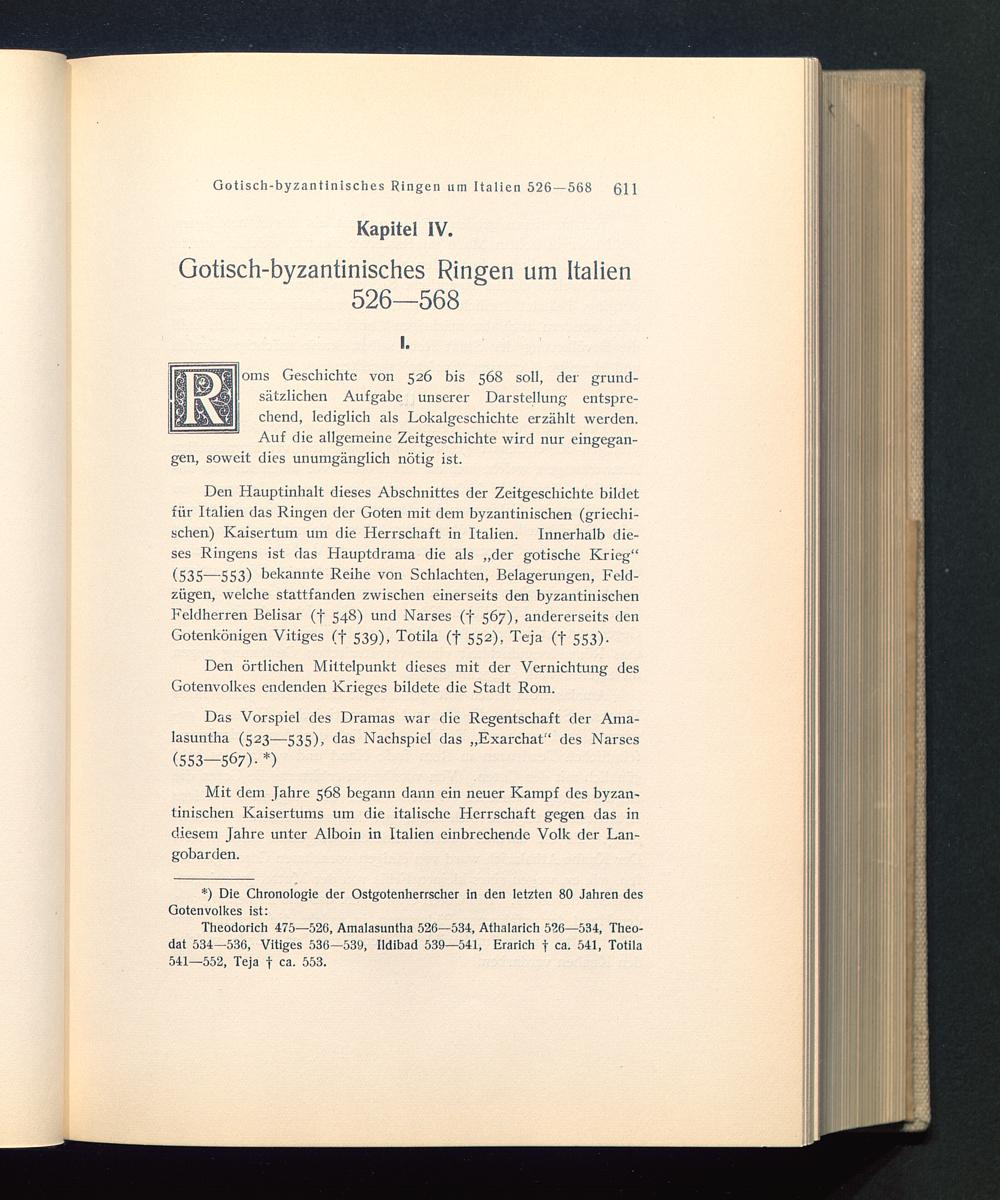 Gotisch-byzantinisches Ringen um Italien 526—568 611
Kapitel IV.
Gotisch-byzantinisches Ringen um Italien
526—568
I.
Roms Geschichte von 526 bis 568 soll, der grund-
sätzlichen Aufgabe unserer Darstellung entspre-
chend, lediglich als Lokalgeschichte erzählt werden.
Auf die allgemeine Zeitgeschichte wird nur eingegan-
gen, soweit dies unumgänglich nötig ist.
Den Hauptinhalt dieses Abschnittes der Zeitgeschichte bildet
für Italien das Ringen der Goten mit dem byzantinischen (griechi-
schen) Kaisertum um die Herrschaft in Italien. Innerhalb die-
ses Ringens ist das Hauptdrama die als „der gotische Krieg“
(535—553) bekannte Reihe von Schlachten, Belagerungen, Feld-
zügen, welche stattfanden zwischen einerseits den byzantinischen
Feldherren Belisar († 548) und Narses († 567), andererseits den
Gotenkönigen Vitiges († 539), Totila († 552), Teja († 553).
Den örtlichen Mittelpunkt dieses mit der Vernichtung des
Gotenvolkes endenden Krieges bildete die Stadt Rom.
Das Vorspiel des Dramas war die Regentschaft der Ama-
lasuntha (523—535), das Nachspiel das „Exarchat“ des Narses
(553—567). *)
Mit dem Jahre 568 begann dann ein neuer Kampf des byzan-
tinischen Kaisertums um die italische Herrschaft gegen das in
diesem Jahre unter Alboin in Italien einbrechende Volk der Lan-
gobarden.
*) Die Chronologie der Ostgotenherrscher in den letzten 80 Jahren des
Gotenvolkes ist:
Theodorich 475—526, Amalasuntha 526—534, Athalarich 526—534, Theo-
dat 534—536, Vitiges 536—539, Ildibad 539—541, Erarich † ca. 541, Totila
541—552, Teja † ca. 553.